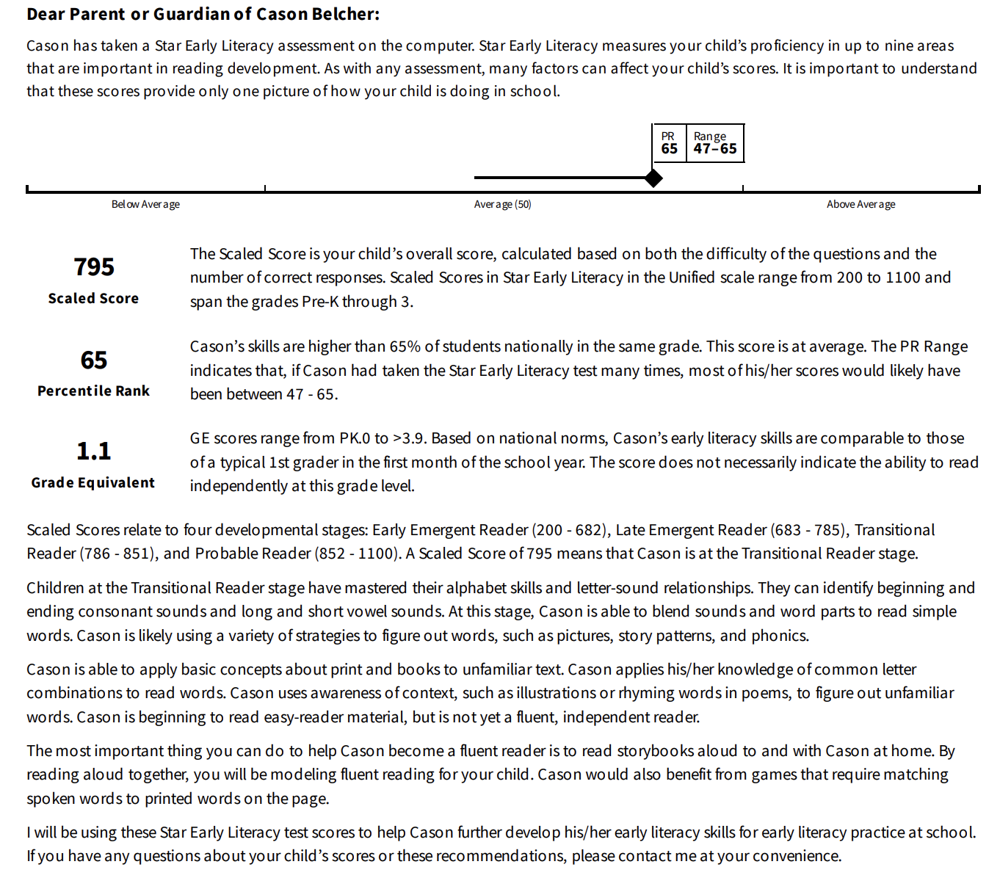 Dear Parent or Guardian of Cason Belcher:
Cason has taken a Star Early Literacy assessment on the computer. Star Early Literacy measures your child’s proficiency in up to nine areas
that are important in reading development. As with any assessment, many factors can affect your child’s scores. It is important to understand
that these scores provide only one picture of how your child is doing in school.
PR Range
65 47–65
Below Average Average (50) Above Average
The Scaled Score is your child’s overall score, calculated based on both the difficulty of the questions and the
795
number of correct responses. Scaled Scores in Star Early Literacy in the Unified scale range from 200 to 1100 and
Scaled Score
span the grades Pre-K through 3.
Cason’s skills are higher than 65% of students nationally in the same grade. This score is at average. The PR Range
65
indicates that, if Cason had taken the Star Early Literacy test many times, most of his/her scores would likely have
Percentile Rank
been between 47 - 65.
GE scores range from PK.0 to >3.9. Based on national norms, Cason’s early literacy skills are comparable to those
1.1
of a typical 1st grader in the first month of the school year. The score does not necessarily indicate the ability to read
Grade Equivalent
independently at this grade level.
Scaled Scores relate to four developmental stages: Early Emergent Reader (200 - 682), Late Emergent Reader (683 - 785), Transitional
Reader (786 - 851), and Probable Reader (852 - 1100). A Scaled Score of 795 means that Cason is at the Transitional Reader stage.
Children at the Transitional Reader stage have mastered their alphabet skills and letter-sound relationships. They can identify beginning and
ending consonant sounds and long and short vowel sounds. At this stage, Cason is able to blend sounds and word parts to read simple
words. Cason is likely using a variety of strategies to figure out words, such as pictures, story patterns, and phonics.
Cason is able to apply basic concepts about print and books to unfamiliar text. Cason applies his/her knowledge of common letter
combinations to read words. Cason uses awareness of context, such as illustrations or rhyming words in poems, to figure out unfamiliar
words. Cason is beginning to read easy-reader material, but is not yet a fluent, independent reader.
The most important thing you can do to help Cason become a fluent reader is to read storybooks aloud to and with Cason at home. By
reading aloud together, you will be modeling fluent reading for your child. Cason would also benefit from games that require matching
spoken words to printed words on the page.
I will be using these Star Early Literacy test scores to help Cason further develop his/her early literacy skills for early literacy practice at school.
If you have any questions about your child’s scores or these recommendations, please contact me at your convenience.